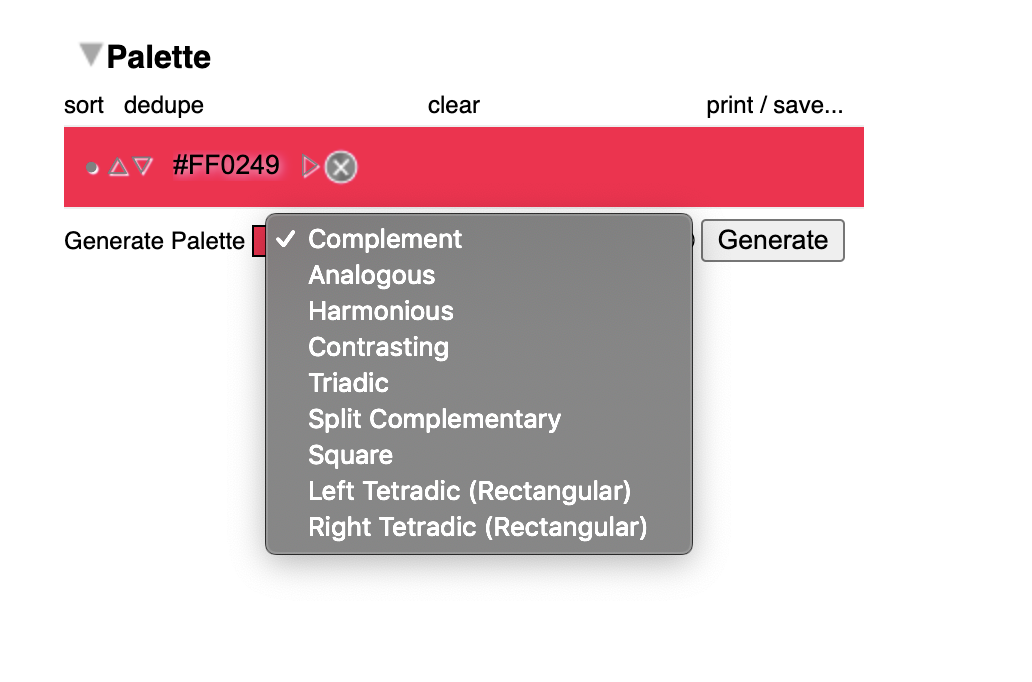 Palette
sort dedupe clear print / save...
#FF0249
Generate Palette Generate
Complement
Analogous
Harmonious
Contrasting
Triadic
Split Complementary
Square
Left Tetradic (Rectangular)
Right Tetradic (Rectangular)